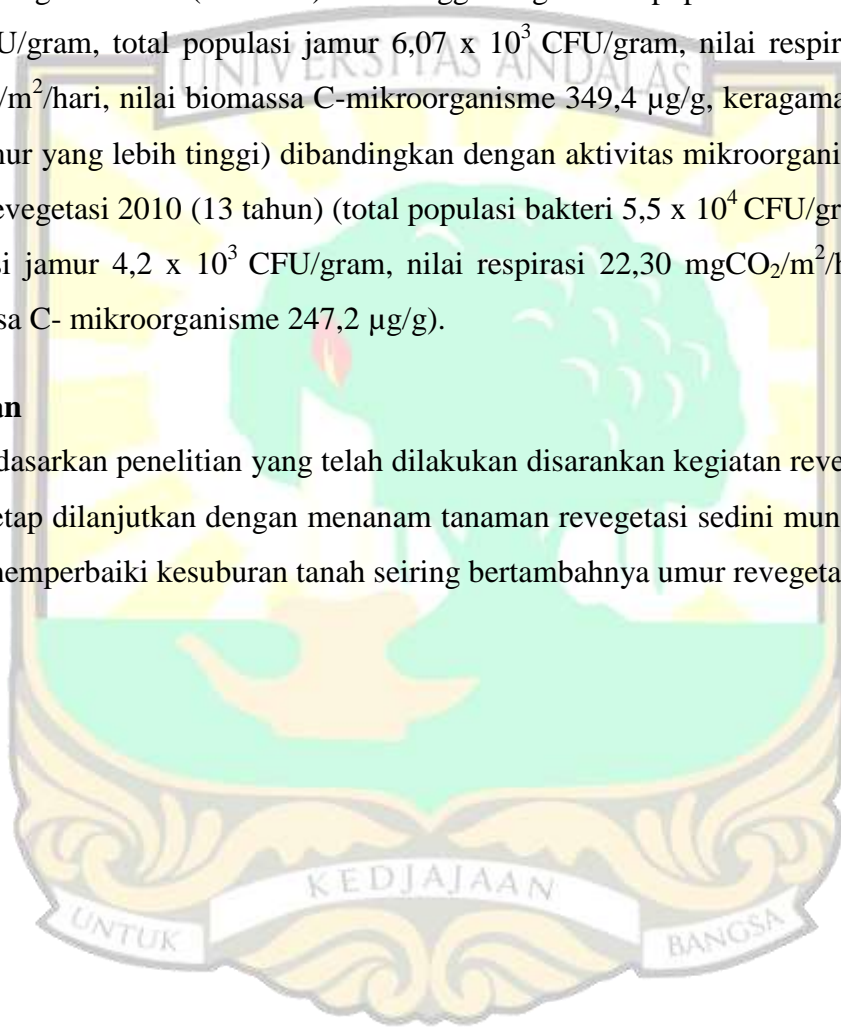 U/gram, total populasi jamur 6,07 x 10³ CFU/gram, nilai respir
/m²/hari, nilai biomassa C-mikroorganisme 349,4 µg/g, keragama
ur yang lebih tinggi) dibandingkan dengan aktivitas mikroorgani
evegetasi 2010 (13 tahun) (total populasi bakteri 5,5 x 10⁴ CFU/gr
si jamur 4,2 x 10³ CFU/gram, nilai respirasi 22,30 mgCO₂/m²/h
sa C- mikroorganisme 247,2 µg/g).
an
dasarkan penelitian yang telah dilakukan disarankan kegiatan reve
etap dilanjutkan dengan menanam tanaman revegetasi sedini mun
memperbaiki kesuburan tanah seiring bertambahnya umur revegeta
UNIVERSITAS ANDALAS
UNTUK KEDJAJAAN BANGSA